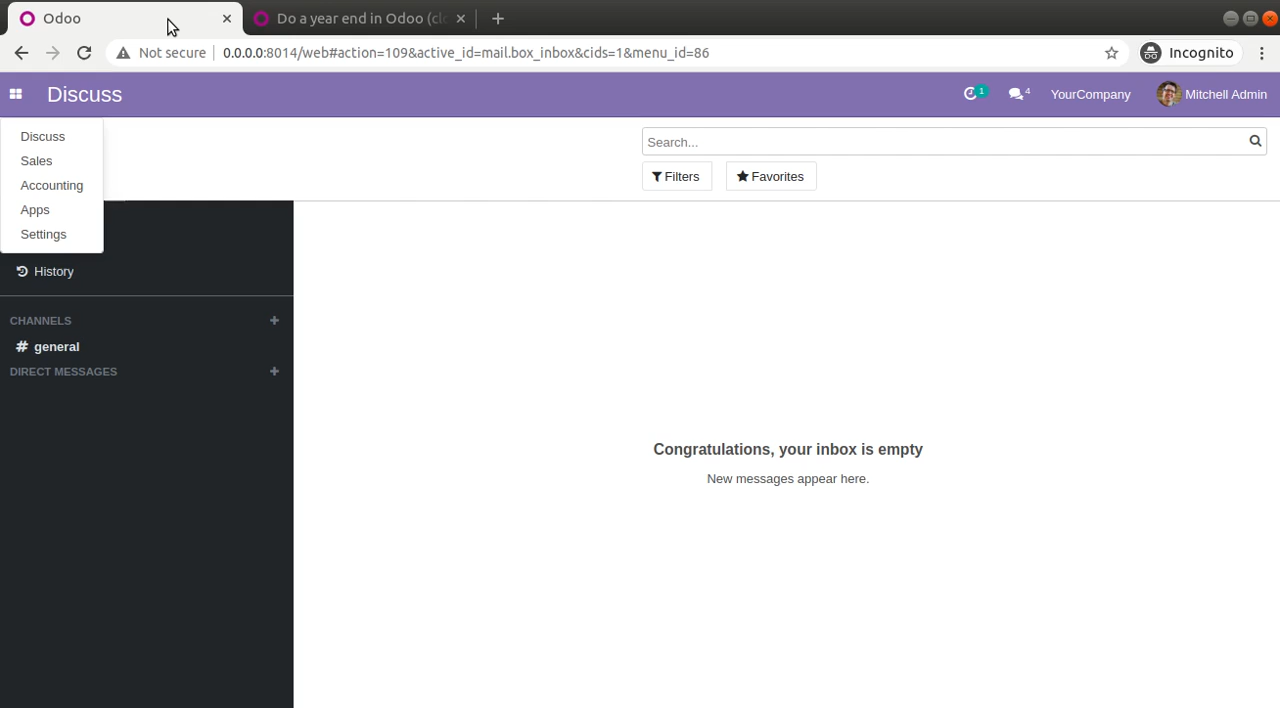 Odoo
Do a year end in Odoo (clo
Not secure
0.0.0.0:8014/web#action=109&active_id=mail.box_inbox&cids=1&menu_id=86
Incognito
Discuss
1
4
YourCompany
Mitchell Admin
Discuss
Sales
Accounting
Apps
Settings
Search...
Filters
Favorites
History
CHANNELS
# general
DIRECT MESSAGES
Congratulations, your inbox is empty
New messages appear here.